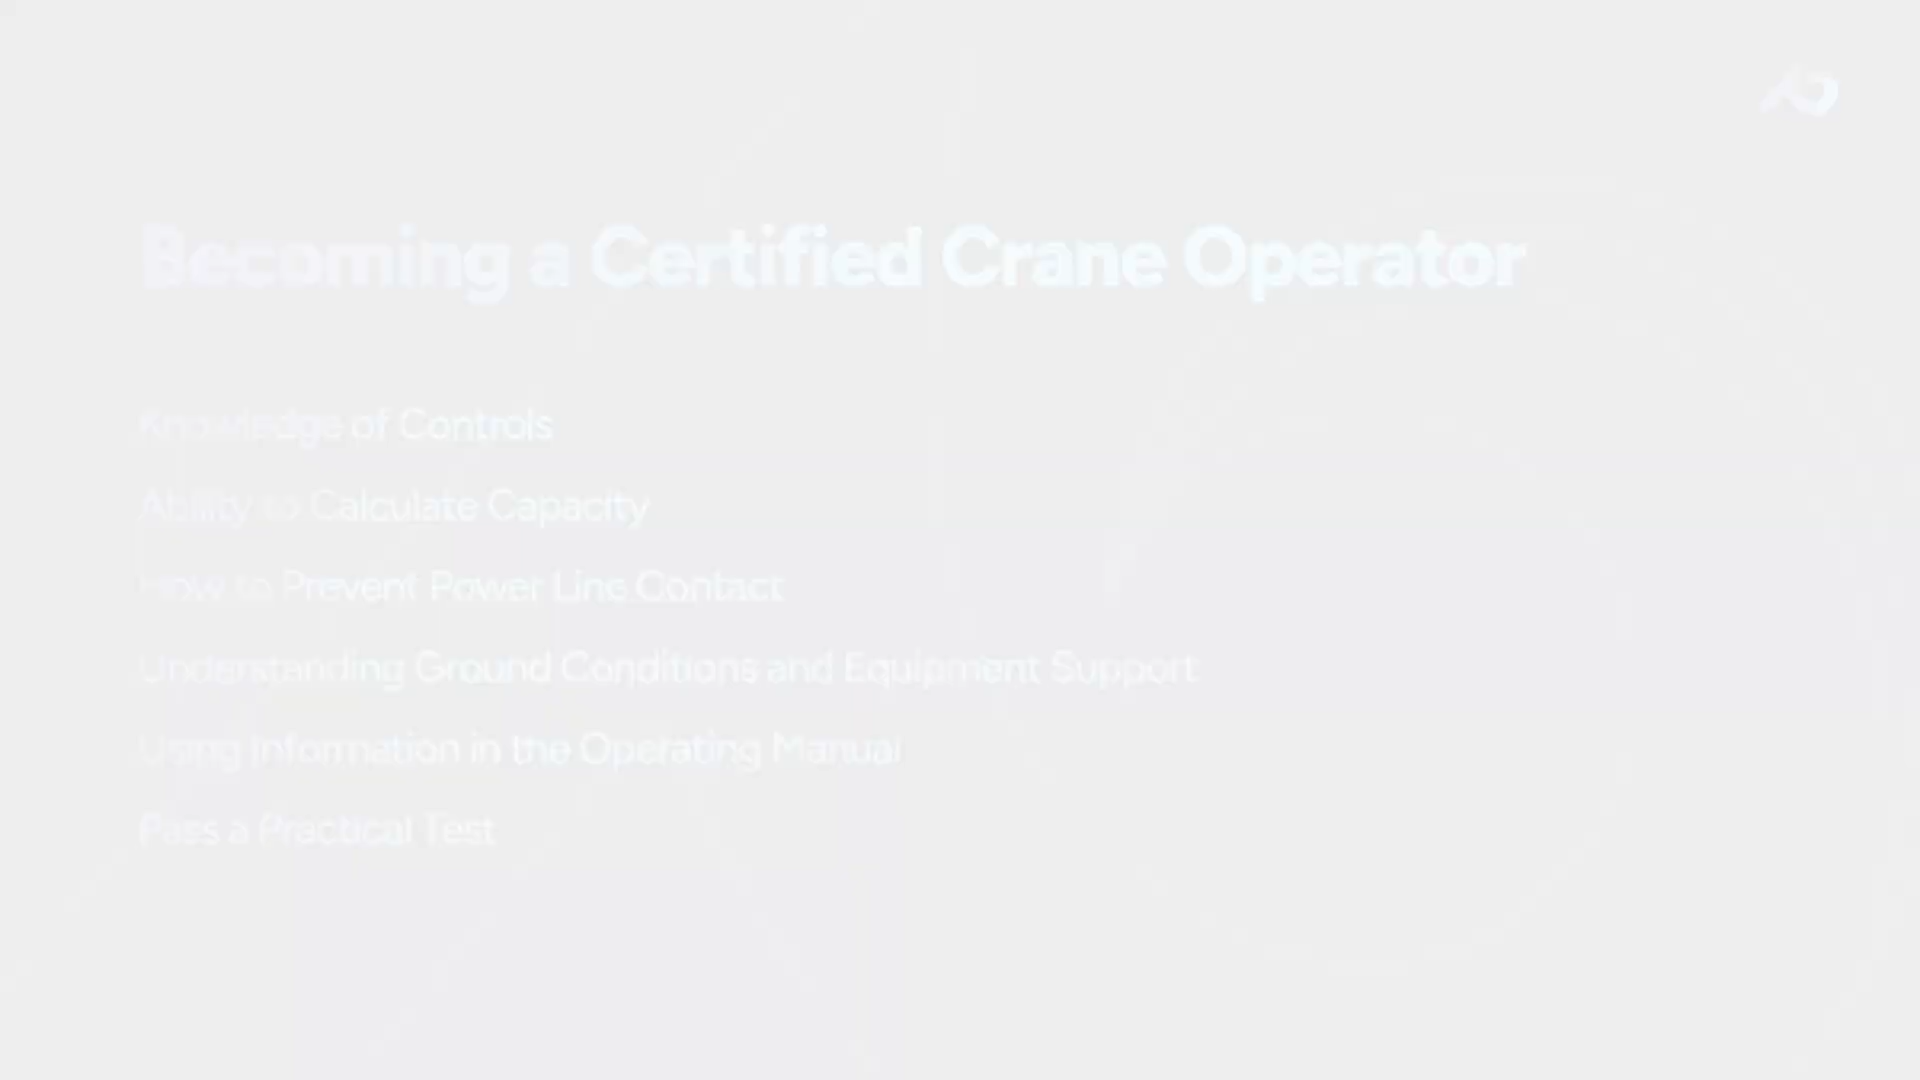 Becoming a Certified Crane Operator
Knowledge of Controls
Ability to Calculate Capacity
How to Prevent Power Line Contact
Understanding Ground Conditions and Equipment Support
Using Information in the Operating Manual
Pass a Practical Test